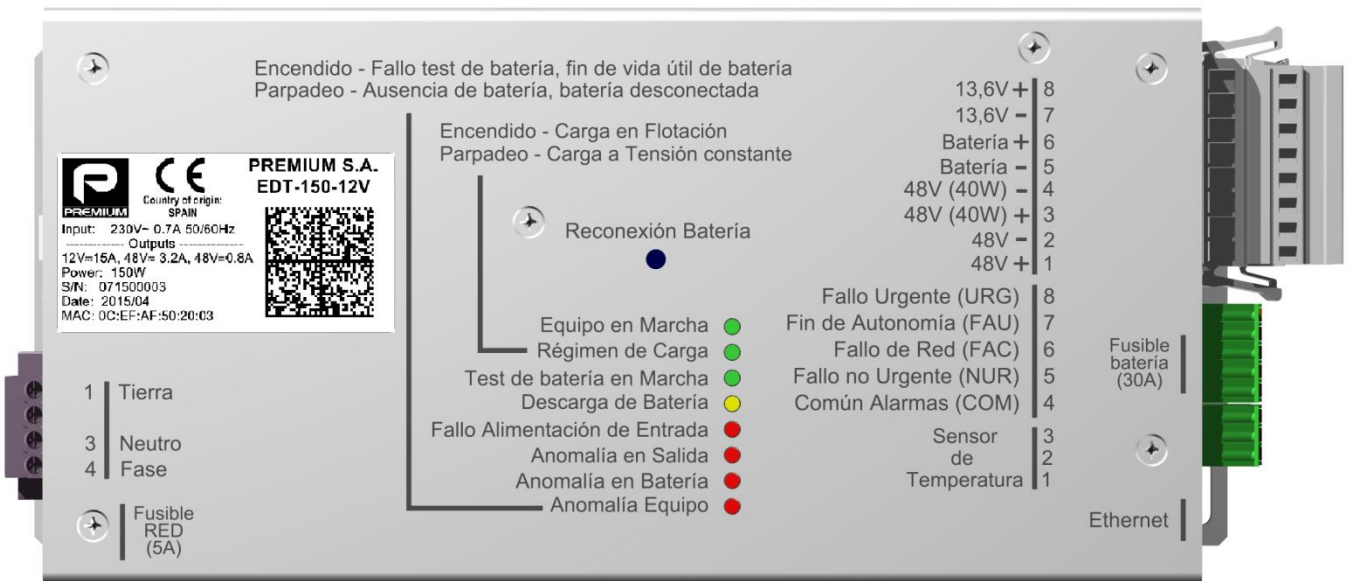 Encendido - Fallo test de batería, fin de vida útil de batería
Parpadeo - Ausencia de batería, batería desconectada
Encendido - Carga en Flotación
Parpadeo - Carga a Tensión constante
PREMIUM
CE
Country of origin:
SPAIN
PREMIUM S.A.
EDT-150-12V
Input: 230V~ 0.7A 50/60Hz
Outputs
12V=15A, 48V= 3.2A, 48V=0.8A
Power: 150W
S/N: 071500003
Date: 2015/04
MAC: 0C:EF:AF:50:20:03
Reconexión Batería
Equipo en Marcha
Régimen de Carga
Test de batería en Marcha
Descarga de Batería
Fallo Alimentación de Entrada
Anomalía en Salida
Anomalía en Batería
Anomalía Equipo
13,6V + 8
13,6V - 7
Batería + 6
Batería - 5
48V (40W) - 4
48V (40W) + 3
48V - 2
48V + 1
Fallo Urgente (URG) 8
Fin de Autonomía (FAU) 7
Fallo de Red (FAC) 6
Fallo no Urgente (NUR) 5
Común Alarmas (COM) 4
Sensor 3
de 2
Temperatura 1
Fusible
batería
(30A)
Ethernet
1 Tierra
3 Neutro
4 Fase
Fusible
RED
(5A)